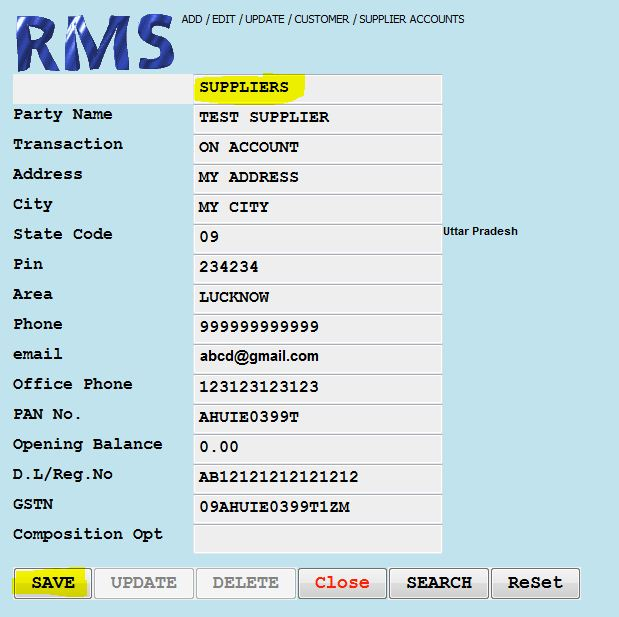 RMS ADD / EDIT / UPDATE / CUSTOMER / SUPPLIER ACCOUNTS
SUPPLIERS
Party Name TEST SUPPLIER
Transaction ON ACCOUNT
Address MY ADDRESS
City MY CITY
State Code 09 Uttar Pradesh
Pin 234234
Area LUCKNOW
Phone 999999999999
email abcd@gmail.com
Office Phone 123123123123
PAN No. AHUIE0399T
Opening Balance 0.00
D.L/Reg.No AB12121212121212
GSTN 09AHUIE0399T1ZM
Composition Opt
SAVE UPDATE DELETE Close SEARCH ReSet